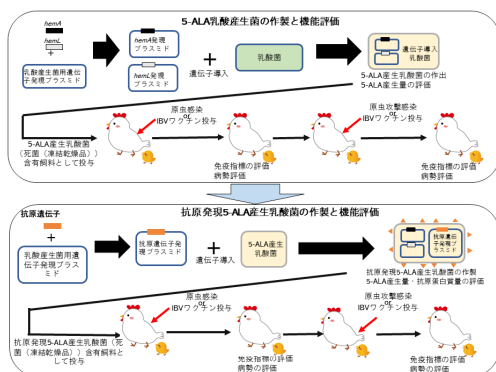 5-ALA乳酸産生菌の作製と機能評価
hemA
hemL
+
乳酸産生菌用遺伝
子発現プラスミド
hemA発現
プラスミド
hemL発現
プラスミド
+
遺伝子導入
乳酸菌
遺伝子導入
乳酸菌
5-ALA産生乳酸菌の作出
5-ALA産生量の評価
5-ALA産生乳酸菌
（死菌（凍結乾燥品））
含有飼料として投与
原虫感染
or
IBVワクチン投与
免疫指標の評価
病勢評価
原虫攻撃感染
or
IBVワクチン投与
免疫指標の評価
病勢評価
抗原発現5-ALA産生乳酸菌の作製と機能評価
抗原遺伝子
+
乳酸産生菌用遺伝
子発現プラスミド
抗原遺伝子発
現プラスミド
+
遺伝子導入
5-ALA産生
乳酸菌
抗原遺伝
子発現プ
ラスミド
抗原発現5-ALA産生乳酸菌の作製
5-ALA産生量・抗原蛋白質量の評価
抗原発現5-ALA産生乳酸菌（死
菌（凍結乾燥品））含有飼料と
して投与
原虫感染
or
IBVワクチン投与
免疫指標の評価
病勢の評価
原虫攻撃感染
or
IBVワクチン投与
免疫指標の評価
病勢の評価